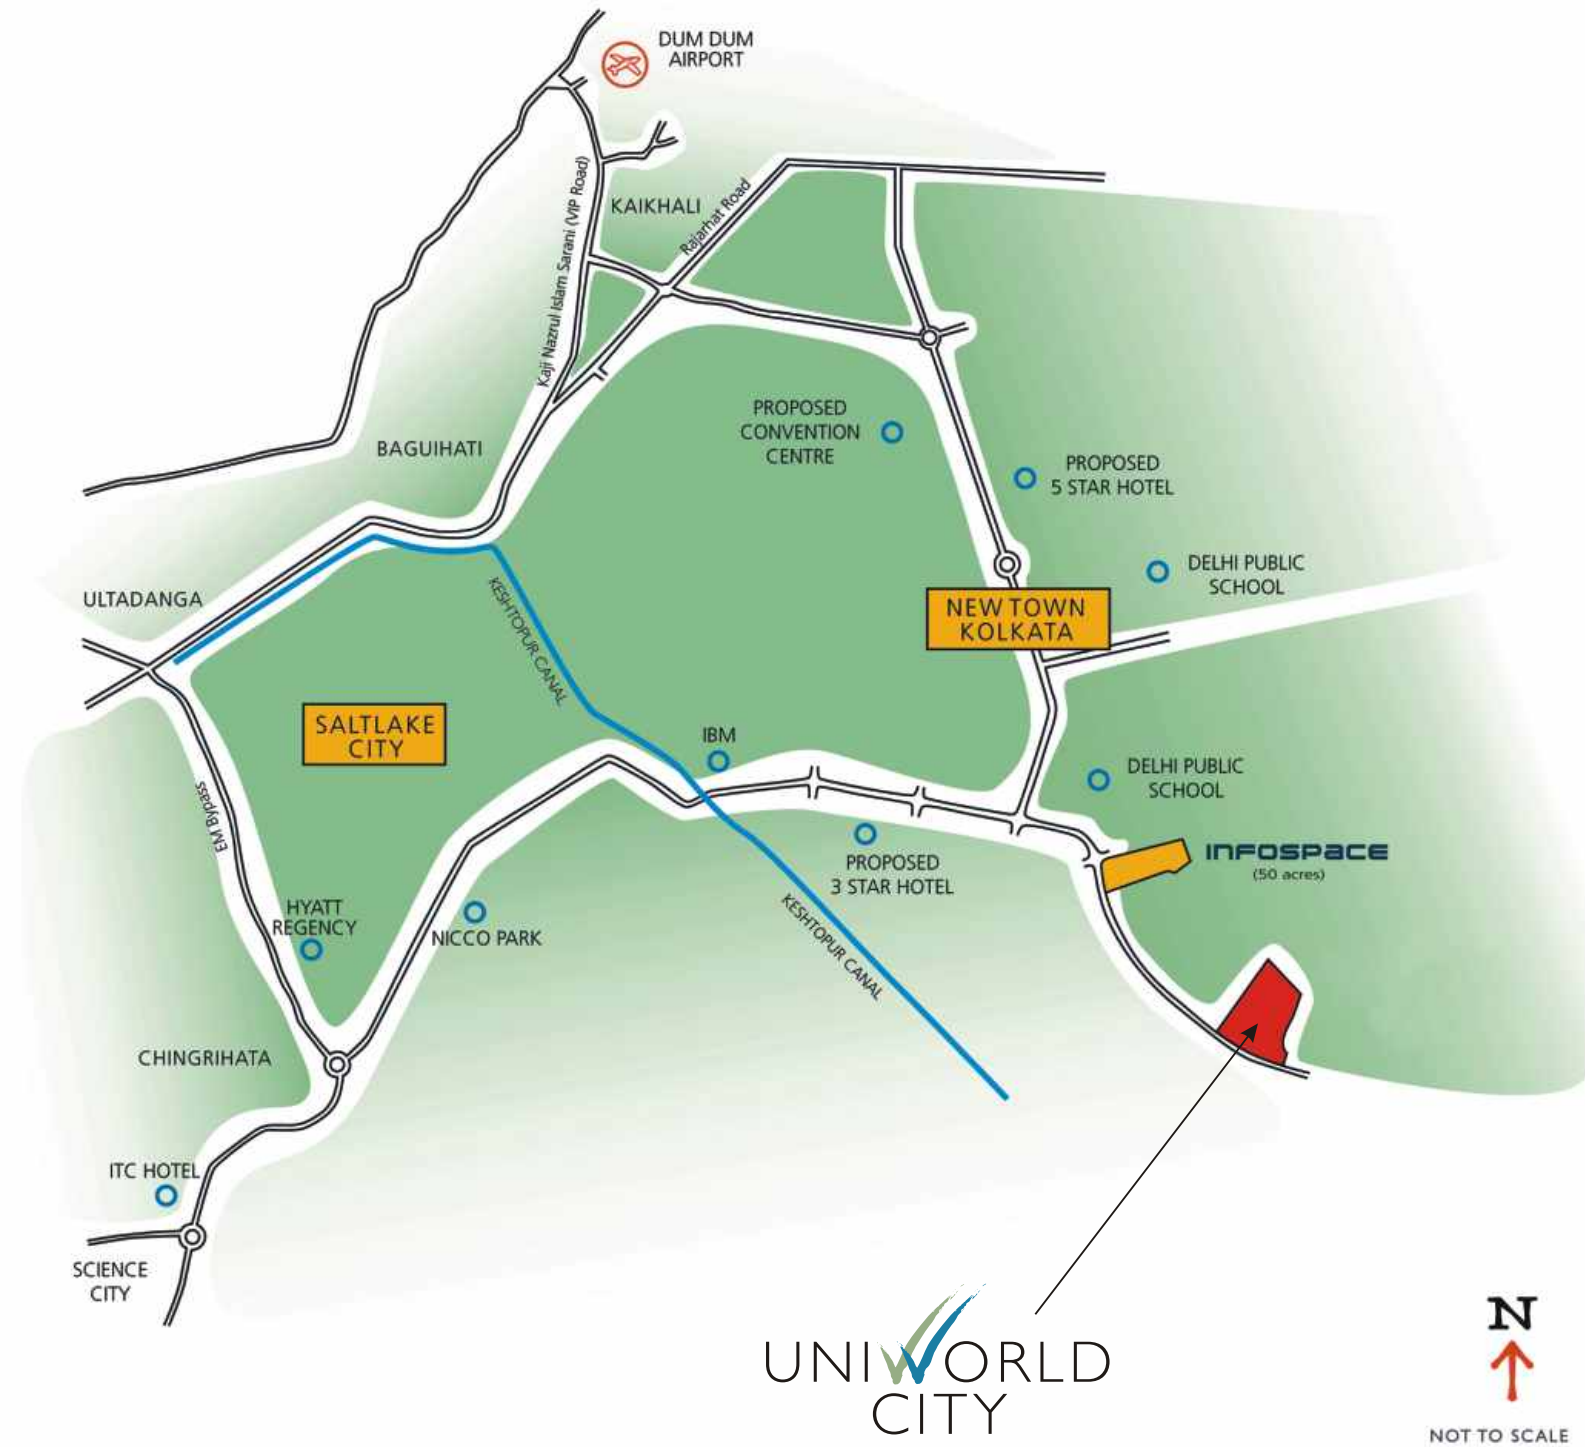 DUM DUM
AIRPORT
Kaji Nazrul Islam Sarani (VIP Road)
KAIKHALI
Rajarhat Road
BAGUIHATI
PROPOSED
CONVENTION
CENTRE
PROPOSED
5 STAR HOTEL
DELHI PUBLIC
SCHOOL
ULTADANGA
KESHTOPUR CANAL
NEW TOWN
KOLKATA
SALTLAKE
CITY
IBM
DELHI PUBLIC
SCHOOL
EM Bypass
PROPOSED
3 STAR HOTEL
INFOSPACE
(50 acres)
HYATT
REGENCY
NICCO PARK
KESHTOPUR CANAL
CHINGRIHATA
ITC HOTEL
SCIENCE
CITY
UNIWORLD
CITY
N
NOT TO SCALE